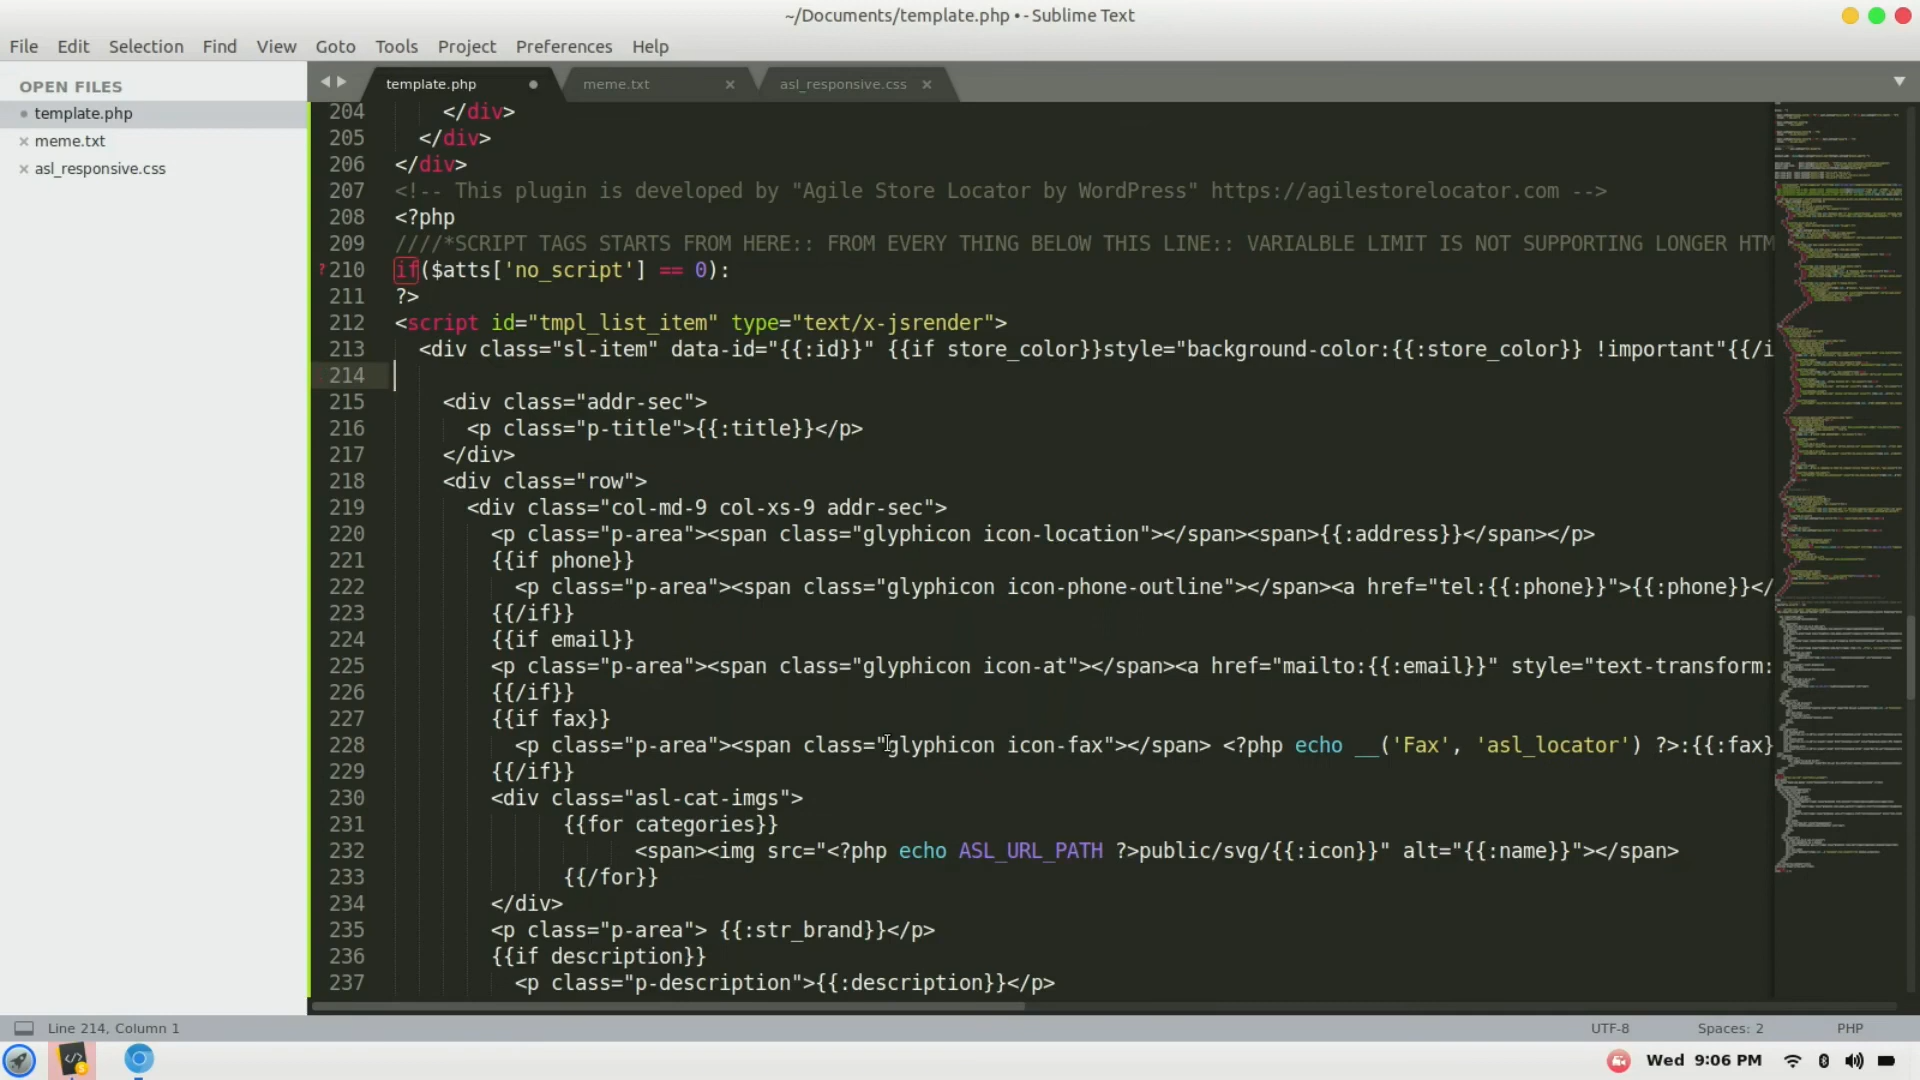 ~/Documents/template.php • - Sublime Text
File Edit Selection Find View Goto Tools Project Preferences Help
OPEN FILES
template.php
meme.txt
asl_responsive.css
template.php meme.txt asl_responsive.css
204 </div>
205 </div>
206 </div>
207 <!-- This plugin is developed by "Agile Store Locator by WordPress" https://agilestorelocator.com -->
208 <?php
209 ////*SCRIPT TAGS STARTS FROM HERE:: FROM EVERY THING BELOW THIS LINE:: VARIALBLE LIMIT IS NOT SUPPORTING LONGER HTM
?210 if($atts['no_script'] == 0):
211 ?>
212 <script id="tmpl_list_item" type="text/x-jsrender">
213 <div class="sl-item" data-id="{{:id}}" {{if store_color}}style="background-color:{{:store_color}} !important"{{/i
214
215 <div class="addr-sec">
216 <p class="p-title">{{:title}}</p>
217 </div>
218 <div class="row">
219 <div class="col-md-9 col-xs-9 addr-sec">
220 <p class="p-area"><span class="glyphicon icon-location"></span><span>{{:address}}</span></p>
221 {{if phone}}
222 <p class="p-area"><span class="glyphicon icon-phone-outline"></span><a href="tel:{{:phone}}">{{:phone}}</
223 {{/if}}
224 {{if email}}
225 <p class="p-area"><span class="glyphicon icon-at"></span><a href="mailto:{{:email}}" style="text-transform:
226 {{/if}}
227 {{if fax}}
228 <p class="p-area"><span class="glyphicon icon-fax"></span> <?php echo __('Fax', 'asl_locator') ?>:{{:fax}
229 {{/if}}
230 <div class="asl-cat-imgs">
231 {{for categories}}
232 <span><img src="<?php echo ASL_URL_PATH ?>public/svg/{{:icon}}" alt="{{:name}}"></span>
233 {{/for}}
234 </div>
235 <p class="p-area"> {{:str_brand}}</p>
236 {{if description}}
237 <p class="p-description">{{:description}}</p>
Line 214, Column 1 UTF-8 Spaces: 2 PHP
Wed 9:06 PM